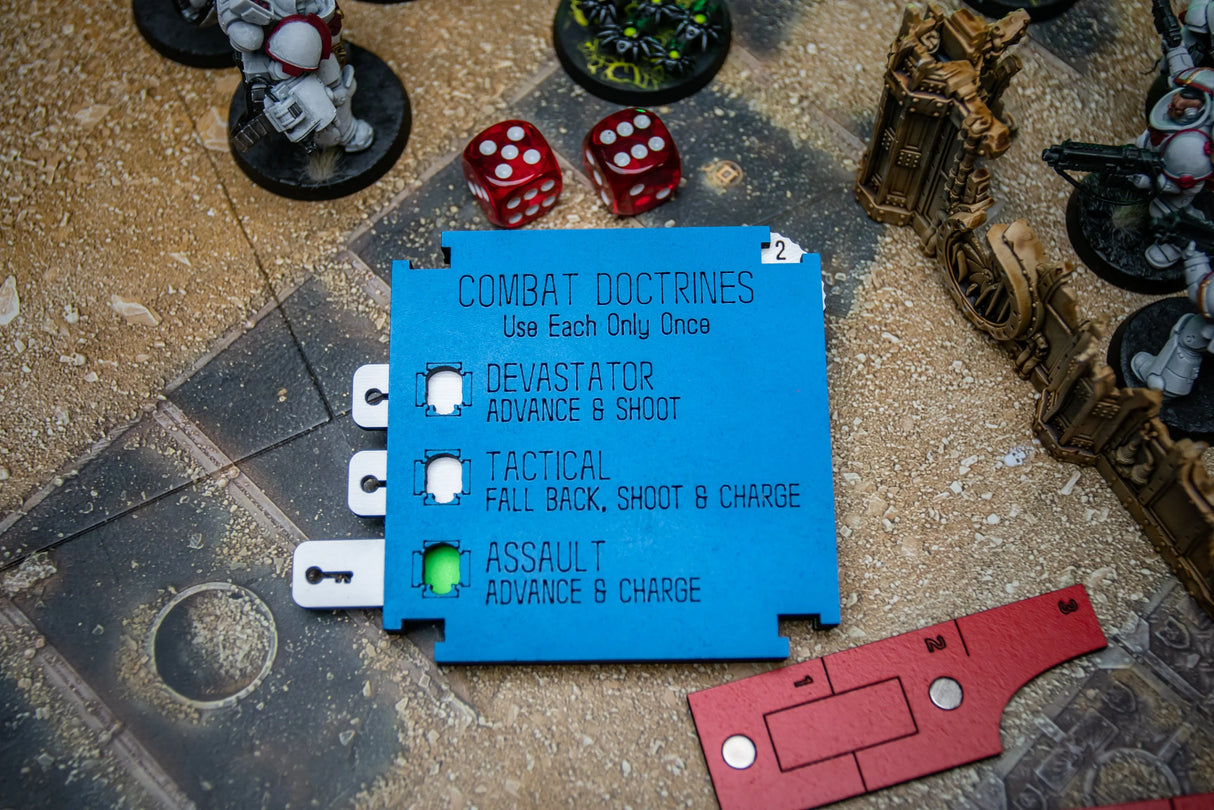 2
COMBAT DOCTRINES
Use Each Only Once
DEVASTATOR
ADVANCE & SHOOT
TACTICAL
FALL BACK, SHOOT & CHARGE
ASSAULT
ADVANCE & CHARGE
1
2
3